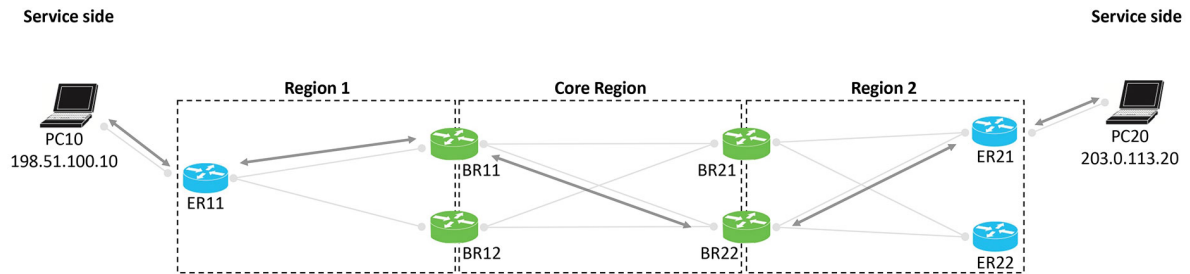 Service side
Service side
Region 1
Core Region
Region 2
PC10
198.51.100.10
ER11
BR11
BR12
BR21
BR22
ER21
ER22
PC20
203.0.113.20